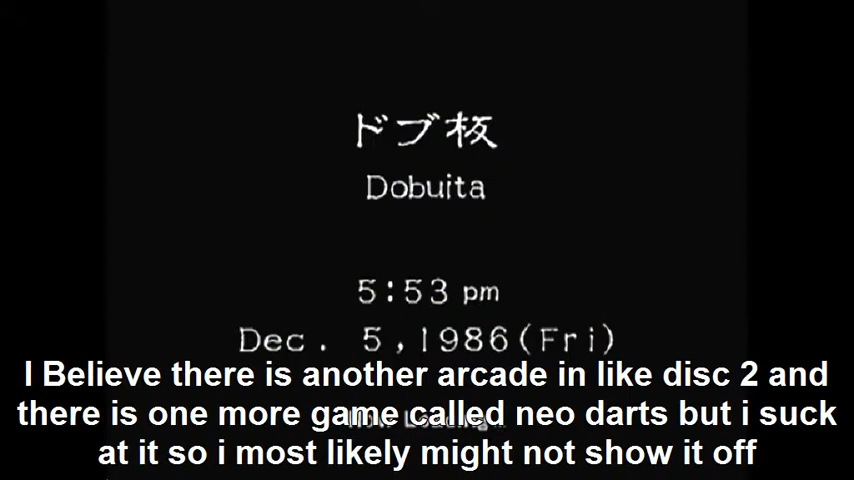 ドブ板
Dobuita
5:53 pm
Dec. 5,1986(Fri)
I Believe there is another arcade in like disc 2 and
there is one more game called neo darts but i suck
at it so i most likely might not show it off